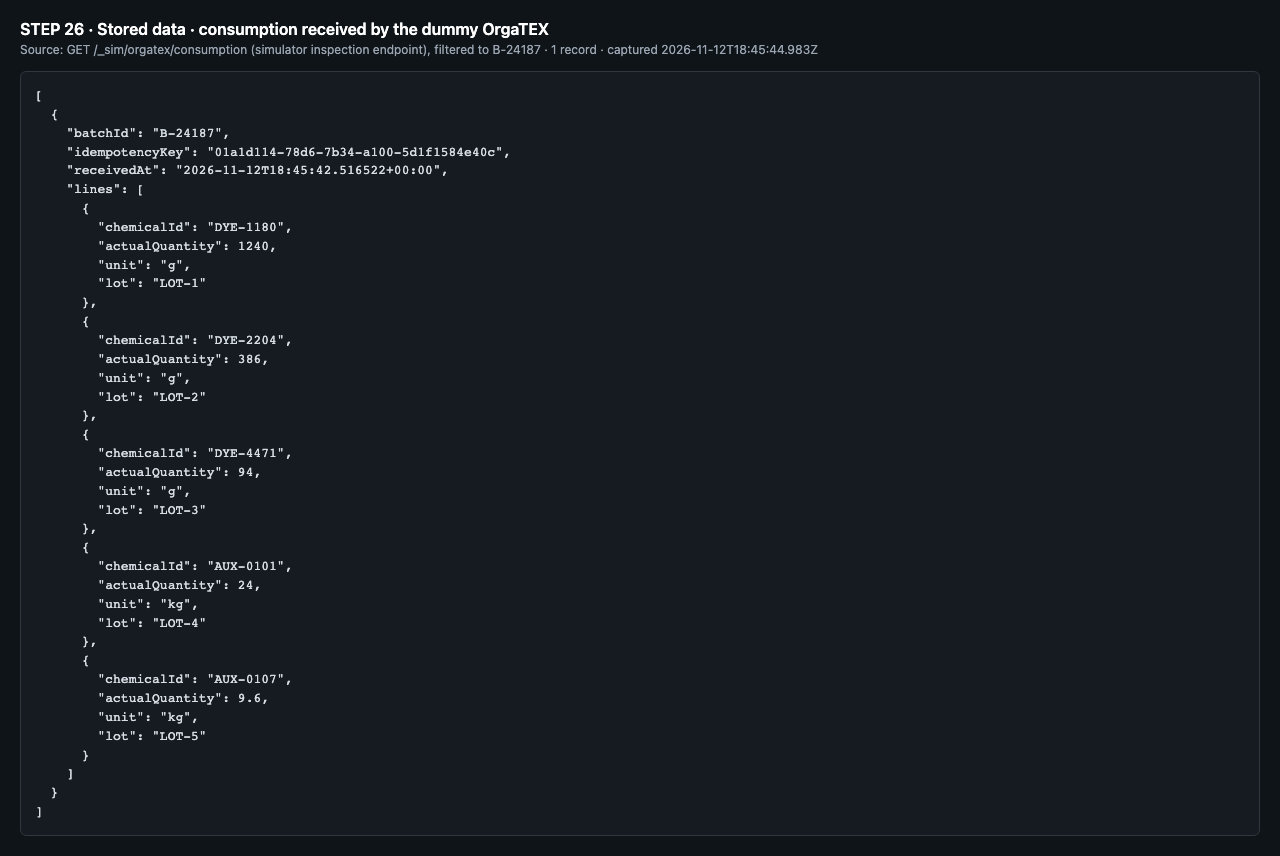 STEP 26 · Stored data · consumption received by the dummy OrgaTEX
Source: GET /_sim/orgatex/consumption (simulator inspection endpoint), filtered to B-24187 · 1 record · captured 2026-11-12T18:45:44.983Z
[
  {
    "batchId": "B-24187",
    "idempotencyKey": "01a1d114-78d6-7b34-a100-5d1f1584e40c",
    "receivedAt": "2026-11-12T18:45:42.516522+00:00",
    "lines": [
      {
        "chemicalId": "DYE-1180",
        "actualQuantity": 1240,
        "unit": "g",
        "lot": "LOT-1"
      },
      {
        "chemicalId": "DYE-2204",
        "actualQuantity": 386,
        "unit": "g",
        "lot": "LOT-2"
      },
      {
        "chemicalId": "DYE-4471",
        "actualQuantity": 94,
        "unit": "g",
        "lot": "LOT-3"
      },
      {
        "chemicalId": "AUX-0101",
        "actualQuantity": 24,
        "unit": "kg",
        "lot": "LOT-4"
      },
      {
        "chemicalId": "AUX-0107",
        "actualQuantity": 9.6,
        "unit": "kg",
        "lot": "LOT-5"
      }
    ]
  }
]